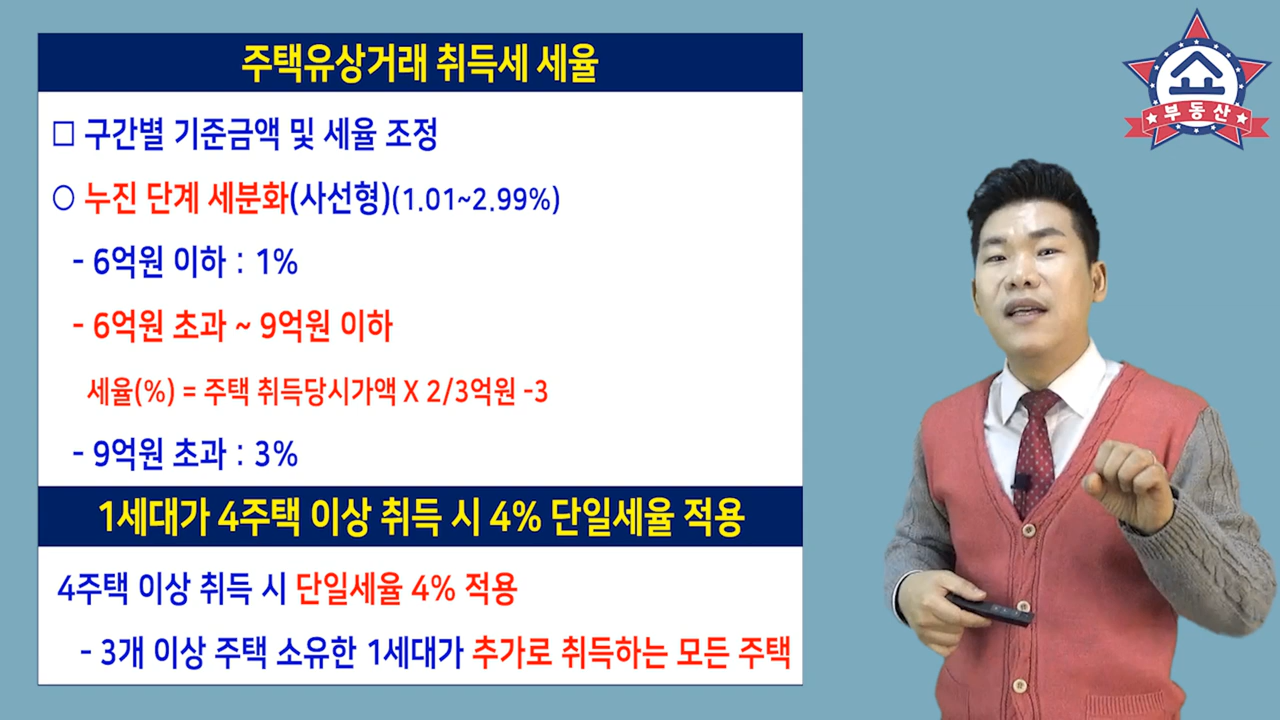 주택유상거래 취득세 세율
□ 구간별 기준금액 및 세율 조정
○ 누진 단계 세분화(사선형)(1.01~2.99%)
- 6억원 이하 : 1%
- 6억원 초과 ~ 9억원 이하
세율(%) = 주택 취득당시가액 X 2/3억원 -3
- 9억원 초과 : 3%
1세대가 4주택 이상 취득 시 4% 단일세율 적용
4주택 이상 취득 시 단일세율 4% 적용
- 3개 이상 주택 소유한 1세대가 추가로 취득하는 모든 주택
쇼
부동산